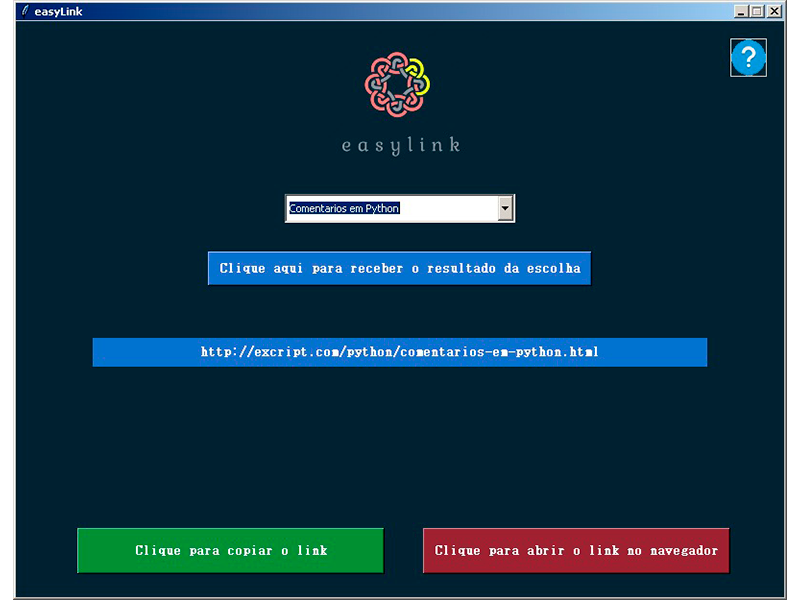 easyLink
?
easylink
Comentarios em Python
Clique aqui para receber o resultado da escolha
http://excript.com/python/comentarios-em-python.html
Clique para copiar o link
Clique para abrir o link no navegador